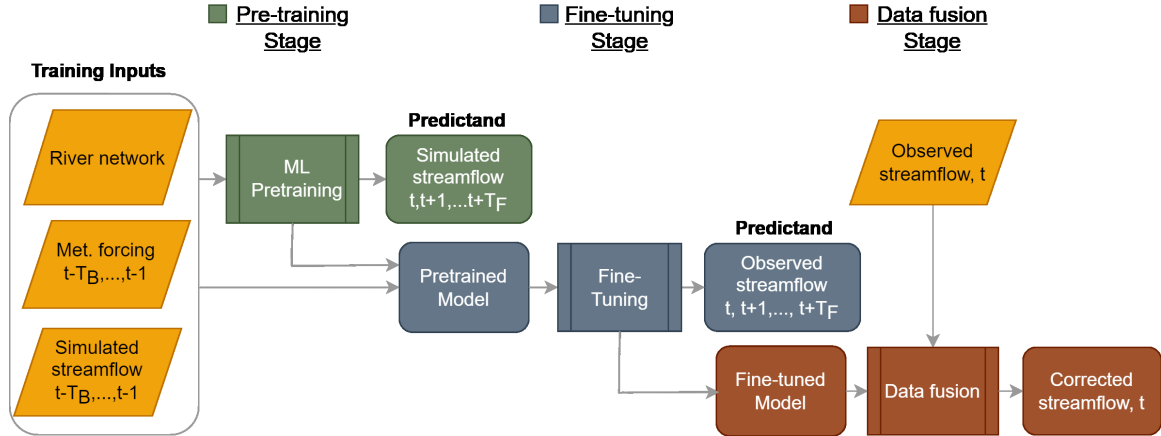 Pre-training
Stage
Fine-tuning
Stage
Data fusion
Stage
Training Inputs
River network
Met. forcing
t-TB,...,t-1
Simulated
streamflow
t-TB,...,t-1
ML
Pretraining
Predictand
Simulated
streamflow
t,t+1,...t+TF
Pretrained
Model
Fine-
Tuning
Predictand
Observed
streamflow
t, t+1,..., t+TF
Observed
streamflow, t
Fine-tuned
Model
Data fusion
Corrected
streamflow, t